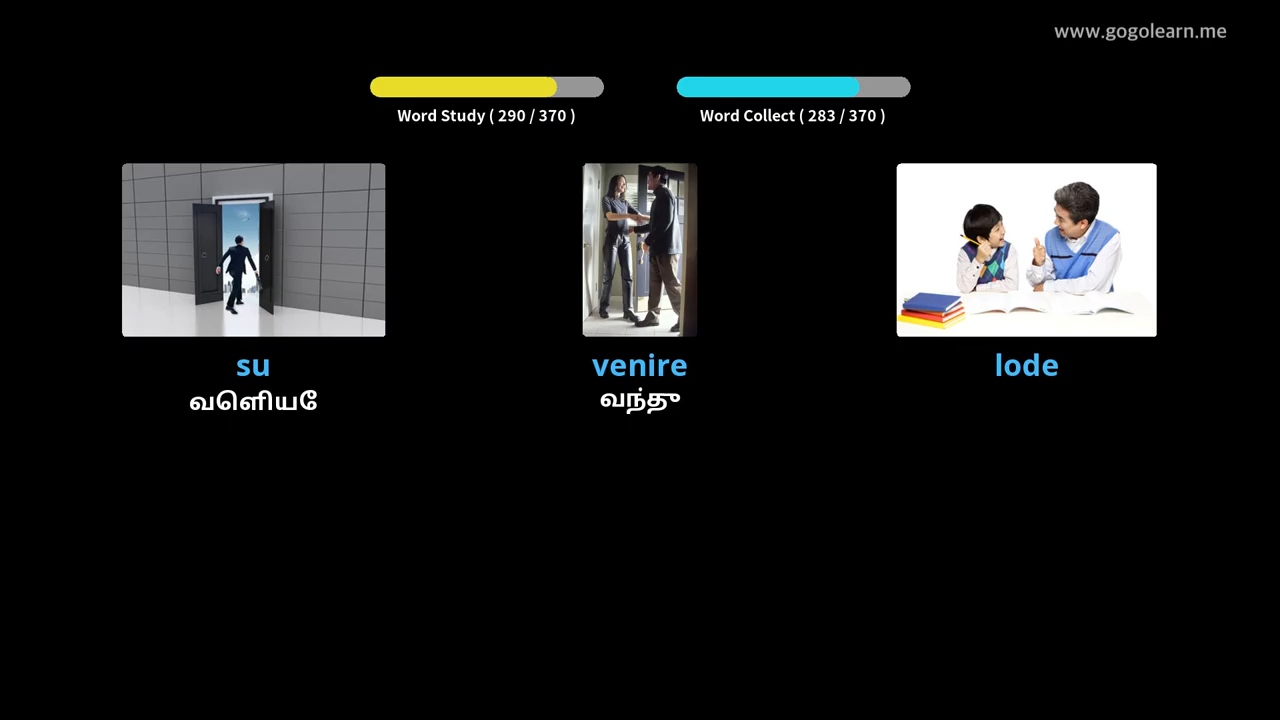 www.gogolearn.me
Word Study ( 290 / 370 )
Word Collect ( 283 / 370 )
su
வெளியே
venire
வந்து
lode